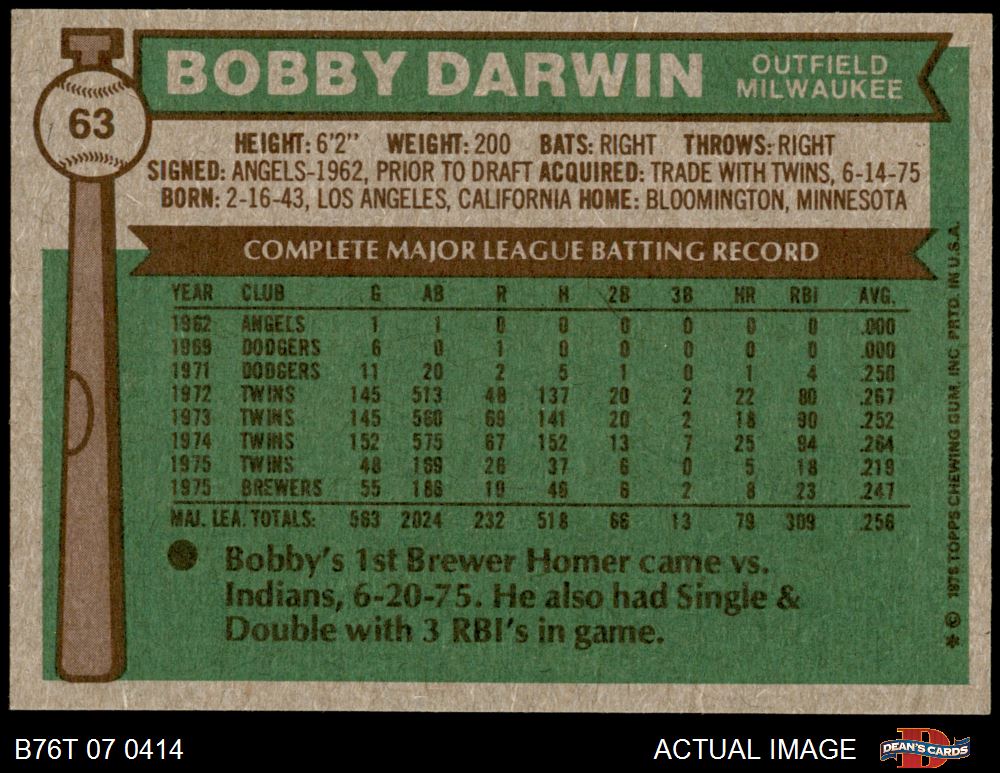 63
BOBBY DARWIN
OUTFIELD
MILWAUKEE
HEIGHT: 6'2" WEIGHT: 200 BATS: RIGHT THROWS: RIGHT
SIGNED: ANGELS-1962, PRIOR TO DRAFT ACQUIRED: TRADE WITH TWINS, 6-14-75
BORN: 2-16-43, LOS ANGELES, CALIFORNIA HOME: BLOOMINGTON, MINNESOTA
COMPLETE MAJOR LEAGUE BATTING RECORD
YEAR CLUB G AB R H 2B 3B HR RBI AVG.
1962 ANGELS 1 1 0 0 0 0 0 0 .000
1969 DODGERS 6 0 1 0 0 0 0 0 .000
1971 DODGERS 11 20 2 5 1 0 1 4 .250
1972 TWINS 145 513 48 137 20 2 22 80 .267
1973 TWINS 145 560 69 141 20 2 18 90 .252
1974 TWINS 152 575 67 152 13 7 25 94 .264
1975 TWINS 48 169 26 37 6 0 5 18 .219
1975 BREWERS 55 186 19 46 6 2 8 23 .247
MAJ. LEA. TOTALS: 563 2024 232 518 66 13 79 309 .256
Bobby's 1st Brewer Homer came vs.
Indians, 6-20-75. He also had Single &
Double with 3 RBI's in game.
* © 1976 TOPPS CHEWING GUM, INC. PRTD. IN U.S.A.
B76T 07 0414
ACTUAL IMAGE
DEAN'S CARDS